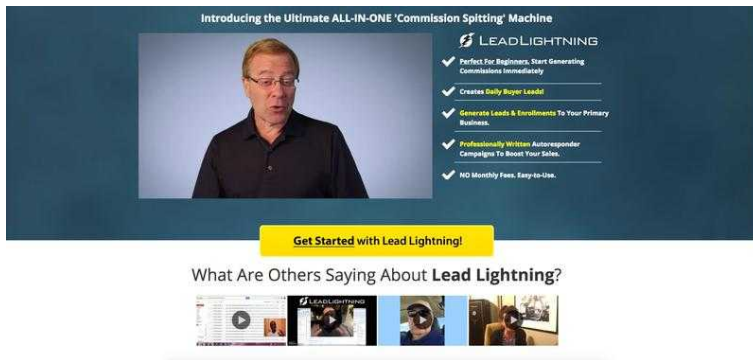 Introducing the Ultimate ALL-IN-ONE 'Commission Spitting' Machine
LEADLIGHTNING
Perfect For Beginners, Start Generating
Commissions Immediately
Creates Daily Buyer Leads!
Generate Leads & Enrollments To Your Primary
Business.
Professionally Written Autoresponder
Campaigns To Boost Your Sales.
NO Monthly Fees. Easy-to-Use.
Get Started with Lead Lightning!
What Are Others Saying About Lead Lightning?
LEADLIGHTNING